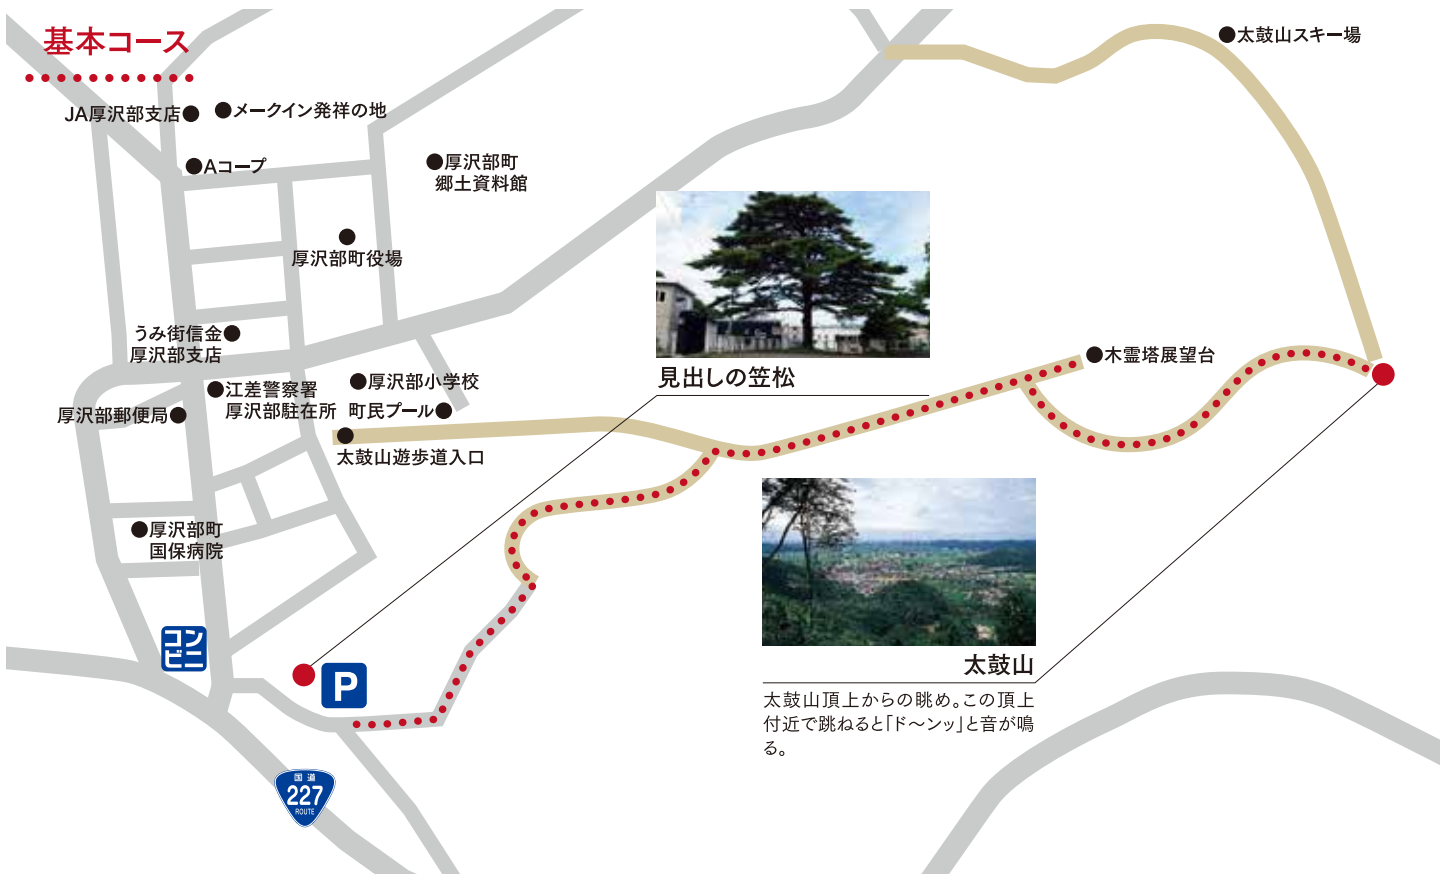 基本コース
太鼓山スキー場
JA厚沢部支店
メークイン発祥の地
Aコープ
厚沢部町
郷土資料館
厚沢部町役場
うみ街信金
厚沢部支店
見出しの笠松
木霊塔展望台
江差警察署
厚沢部駐在所
厚沢部小学校
町民プール
厚沢部郵便局
太鼓山遊歩道入口
厚沢部町
国保病院
コン
ビニ
P
太鼓山
太鼓山頂上からの眺め。この頂上
付近で跳ねると「ド〜ンッ」と音が鳴
る。
国道
227
ROUTE